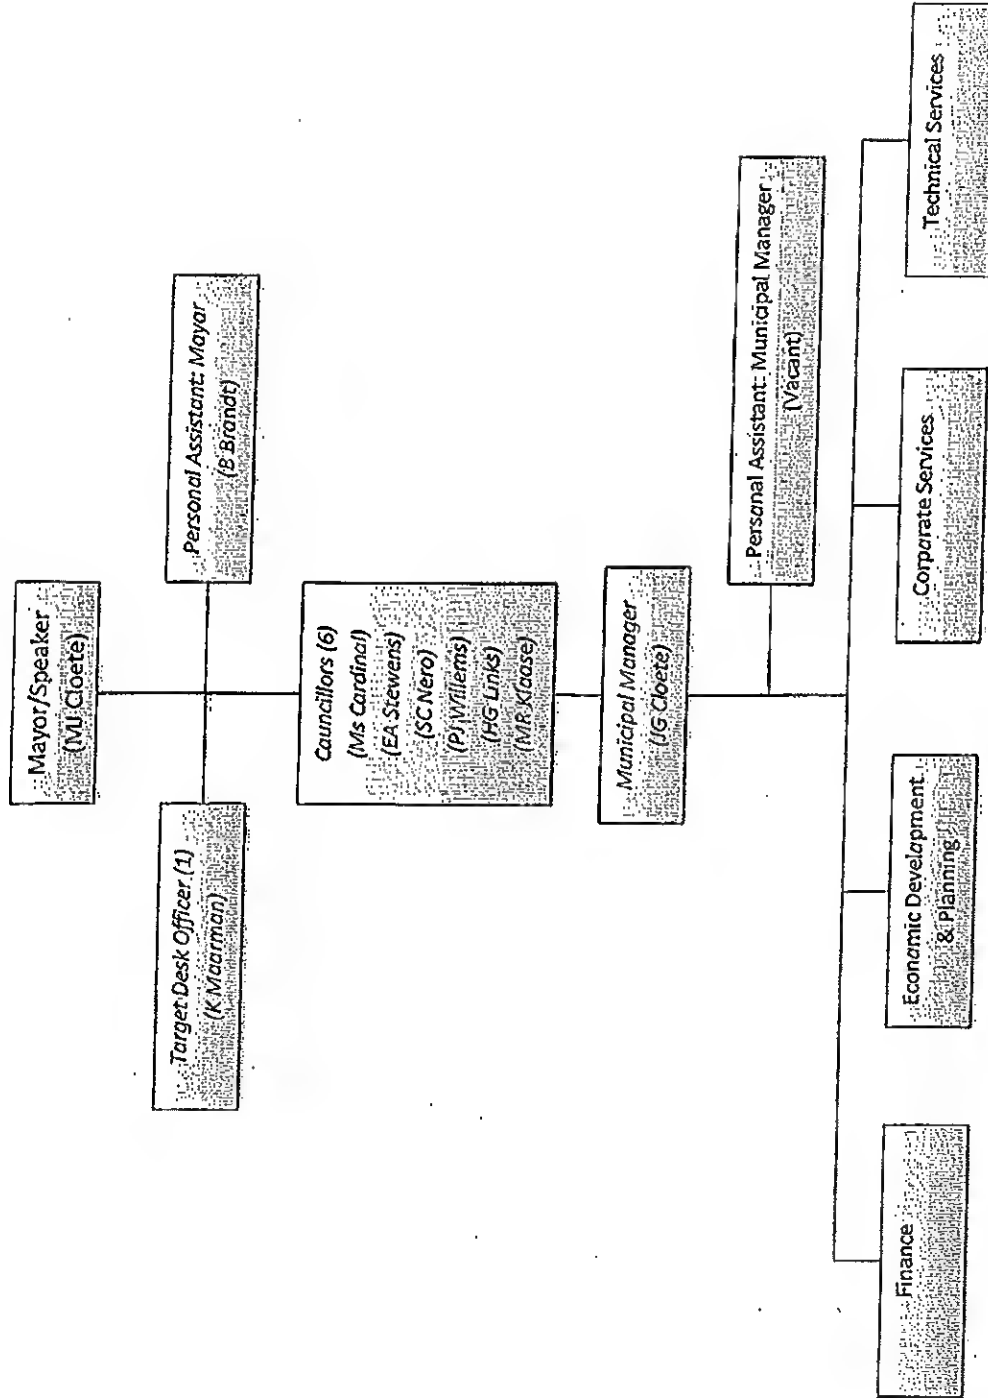 Mayor/Speaker
(MJ Cloete)
Target Desk Officer (1)
(K Maarman)
Personal Assistant: Mayor
(B Brandt)
Councillors (6)
(Ms Cardinal)
(EA Stewens)
(SC Nero)
(PJ Willems)
(HG Links)
(MR Klaase)
Municipal Manager
(JG Cloete)
Personal Assistant: Municipal Manager
(Vacant)
Finance
Economic Development
& Planning
Corporate Services
Technical Services